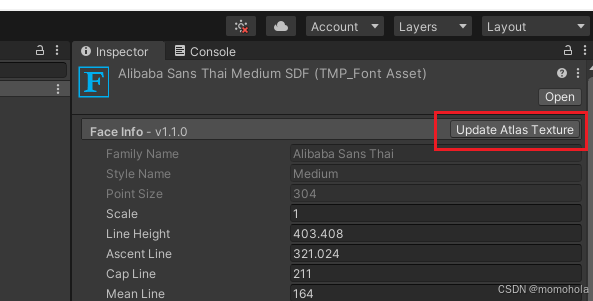 Account Layers Layout
Inspector Console
F Alibaba Sans Thai Medium SDF (TMP_Font Asset)
Open
Face Info - v1.1.0 Update Atlas Texture
Family Name Alibaba Sans Thai
Style Name Medium
Point Size 304
Scale 1
Line Height 403.408
Ascent Line 321.024
Cap Line 211
Mean Line 164
CSDN @momohola